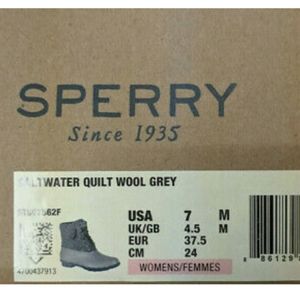 SPERRY
Since 1935
SALTWATER QUILT WOOL GREY
USA 7 M
UK/GB 4.5 M
EUR 37.5
CM 24
WOMENS/FEMMES
4700437913